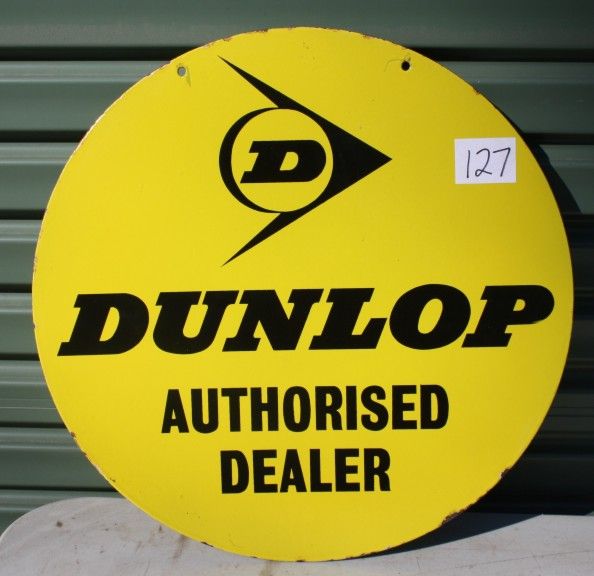 D
127
DUNLOP
AUTHORISED
DEALER